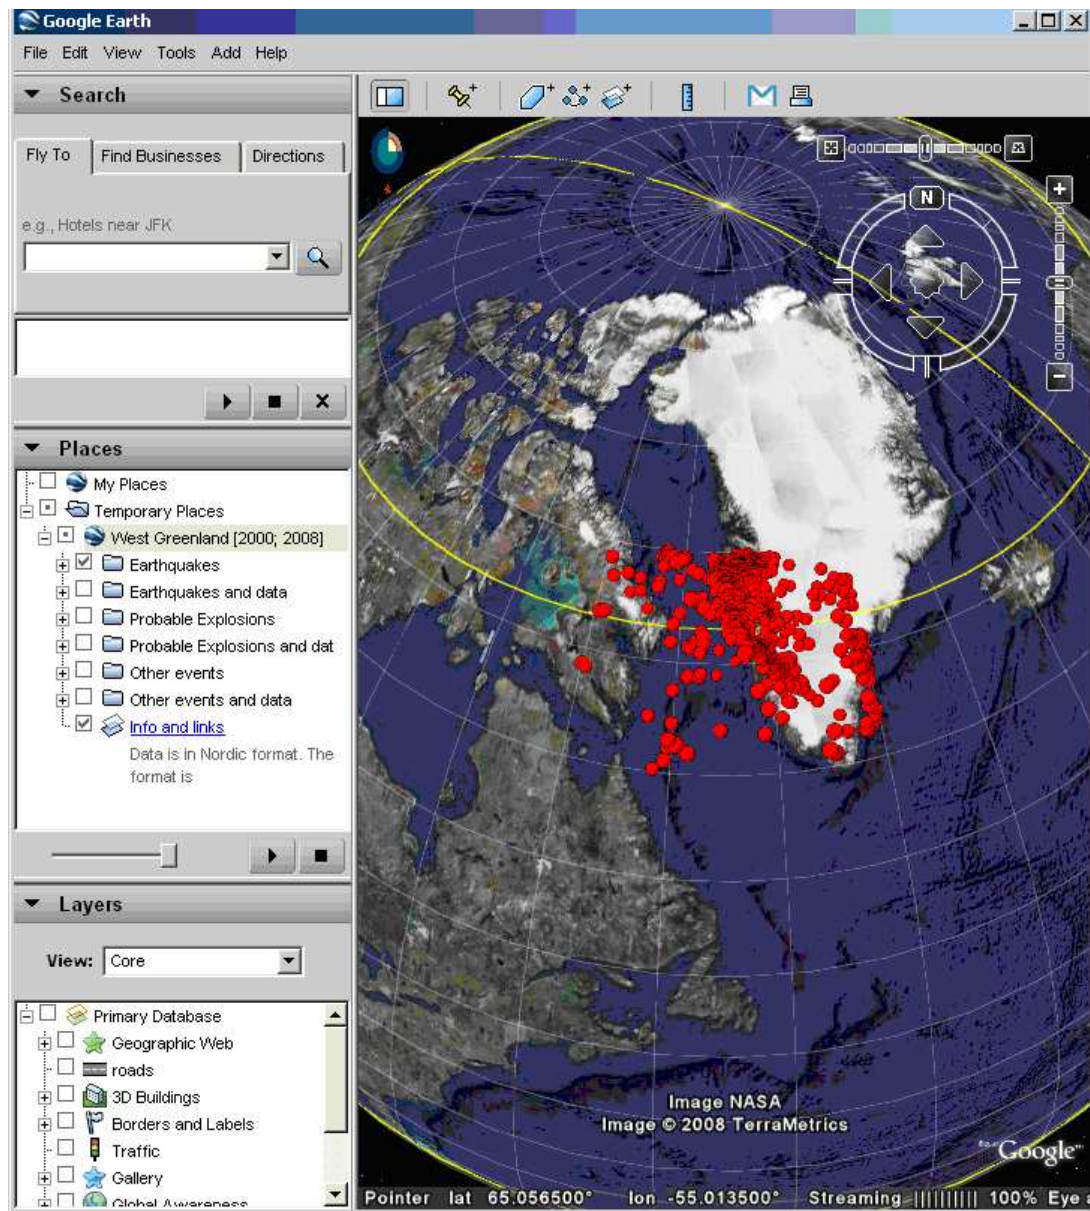 Google Earth
File Edit View Tools Add Help
Search
Fly To Find Businesses Directions
e.g., Hotels near JFK
Places
My Places
Temporary Places
West Greenland [2000; 2008]
Earthquakes
Earthquakes and data
Probable Explosions
Probable Explosions and dat
Other events
Other events and data
Info and links
Data is in Nordic format. The
format is
Layers
View: Core
Primary Database
Geographic Web
roads
3D Buildings
Borders and Labels
Traffic
Gallery
Global Awareness
N
Image NASA
Image © 2008 TerraMetrics
Google
Pointer lat 65.056500° lon -55.013500° Streaming |||||||||| 100% Eye a